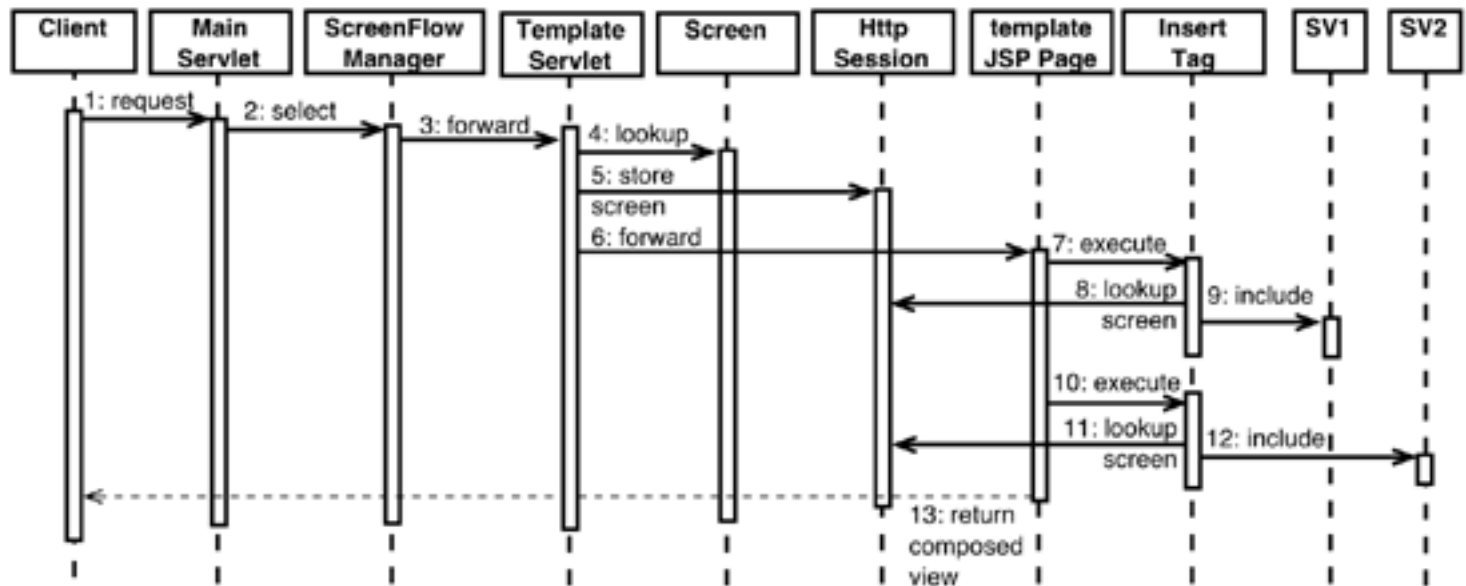 Client
Main
Servlet
ScreenFlow
Manager
Template
Servlet
Screen
Http
Session
template
JSP Page
Insert
Tag
SV1
SV2
1: request
2: select
3: forward
4: lookup
5: store
screen
6: forward
7: execute
8: lookup
screen
9: include
10: execute
11: lookup
screen
12: include
13: return
composed
view